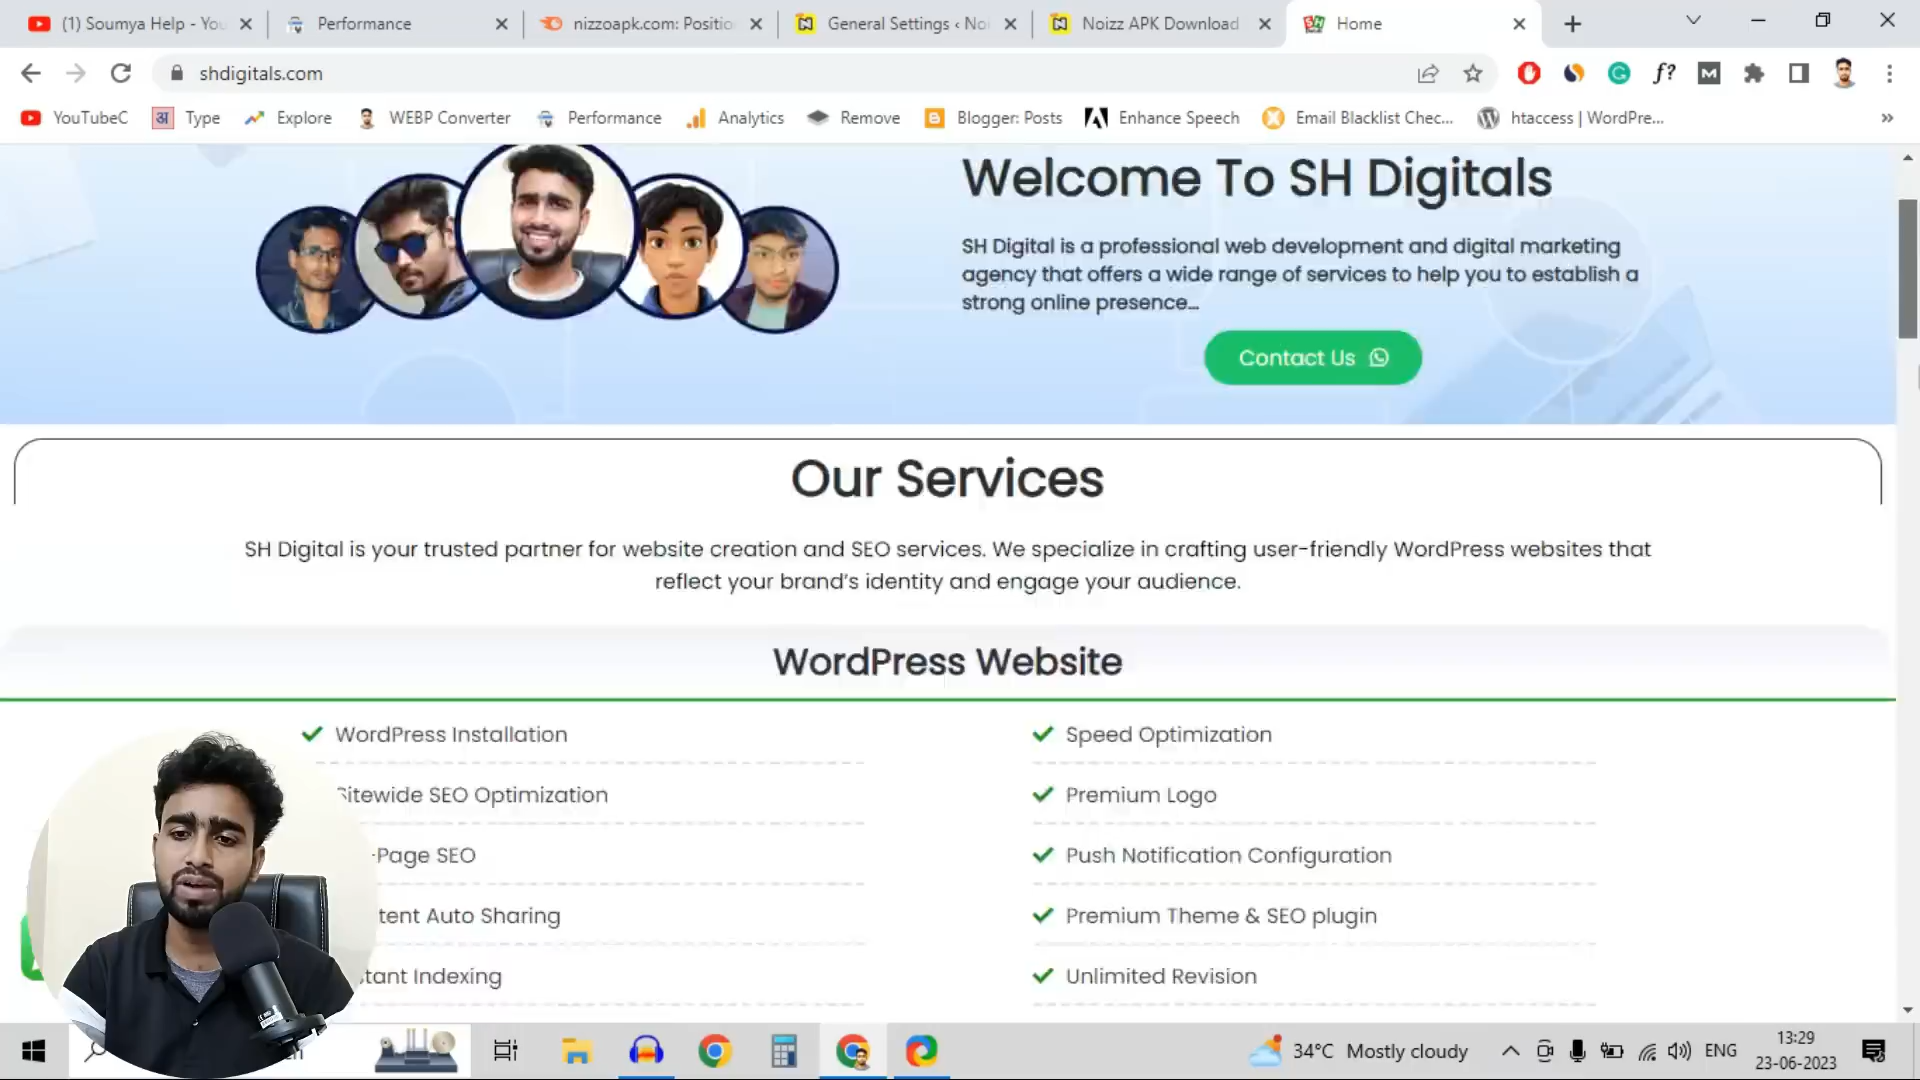 (1) Soumya Help - You
Performance
nizzoapk.com: Positio
General Settings ‹ Noi
Noizz APK Download
Home
shdigitals.com
YouTubeC
अ Type
Explore
WEBP Converter
Performance
Analytics
Remove
Blogger: Posts
Enhance Speech
Email Blacklist Chec...
htaccess | WordPre...
»
Welcome To SH Digitals
SH Digital is a professional web development and digital marketing
agency that offers a wide range of services to help you to establish a
strong online presence...
Contact Us
Our Services
SH Digital is your trusted partner for website creation and SEO services. We specialize in crafting user-friendly WordPress websites that
reflect your brand's identity and engage your audience.
WordPress Website
WordPress Installation
Speed Optimization
Sitewide SEO Optimization
Premium Logo
-Page SEO
Push Notification Configuration
tent Auto Sharing
Premium Theme & SEO plugin
stant Indexing
Unlimited Revision
34°C Mostly cloudy
ENG
13:29
23-06-2023